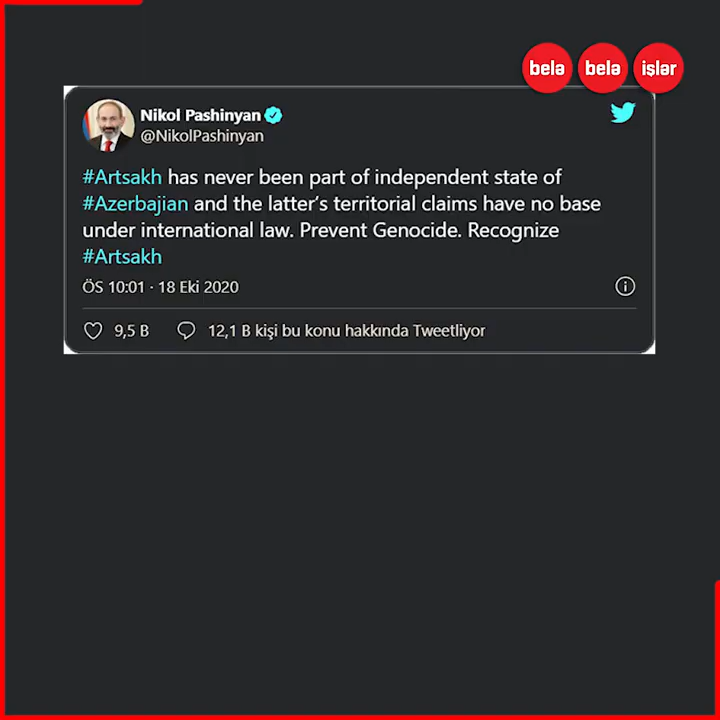 belə belə işlər
Nikol Pashinyan
@NikolPashinyan
#Artsakh has never been part of independent state of
#Azerbajian and the latter’s territorial claims have no base
under international law. Prevent Genocide. Recognize
#Artsakh
ÖS 10:01 · 18 Eki 2020
9,5 B 12,1 B kişi bu konu hakkında Tweetliyor